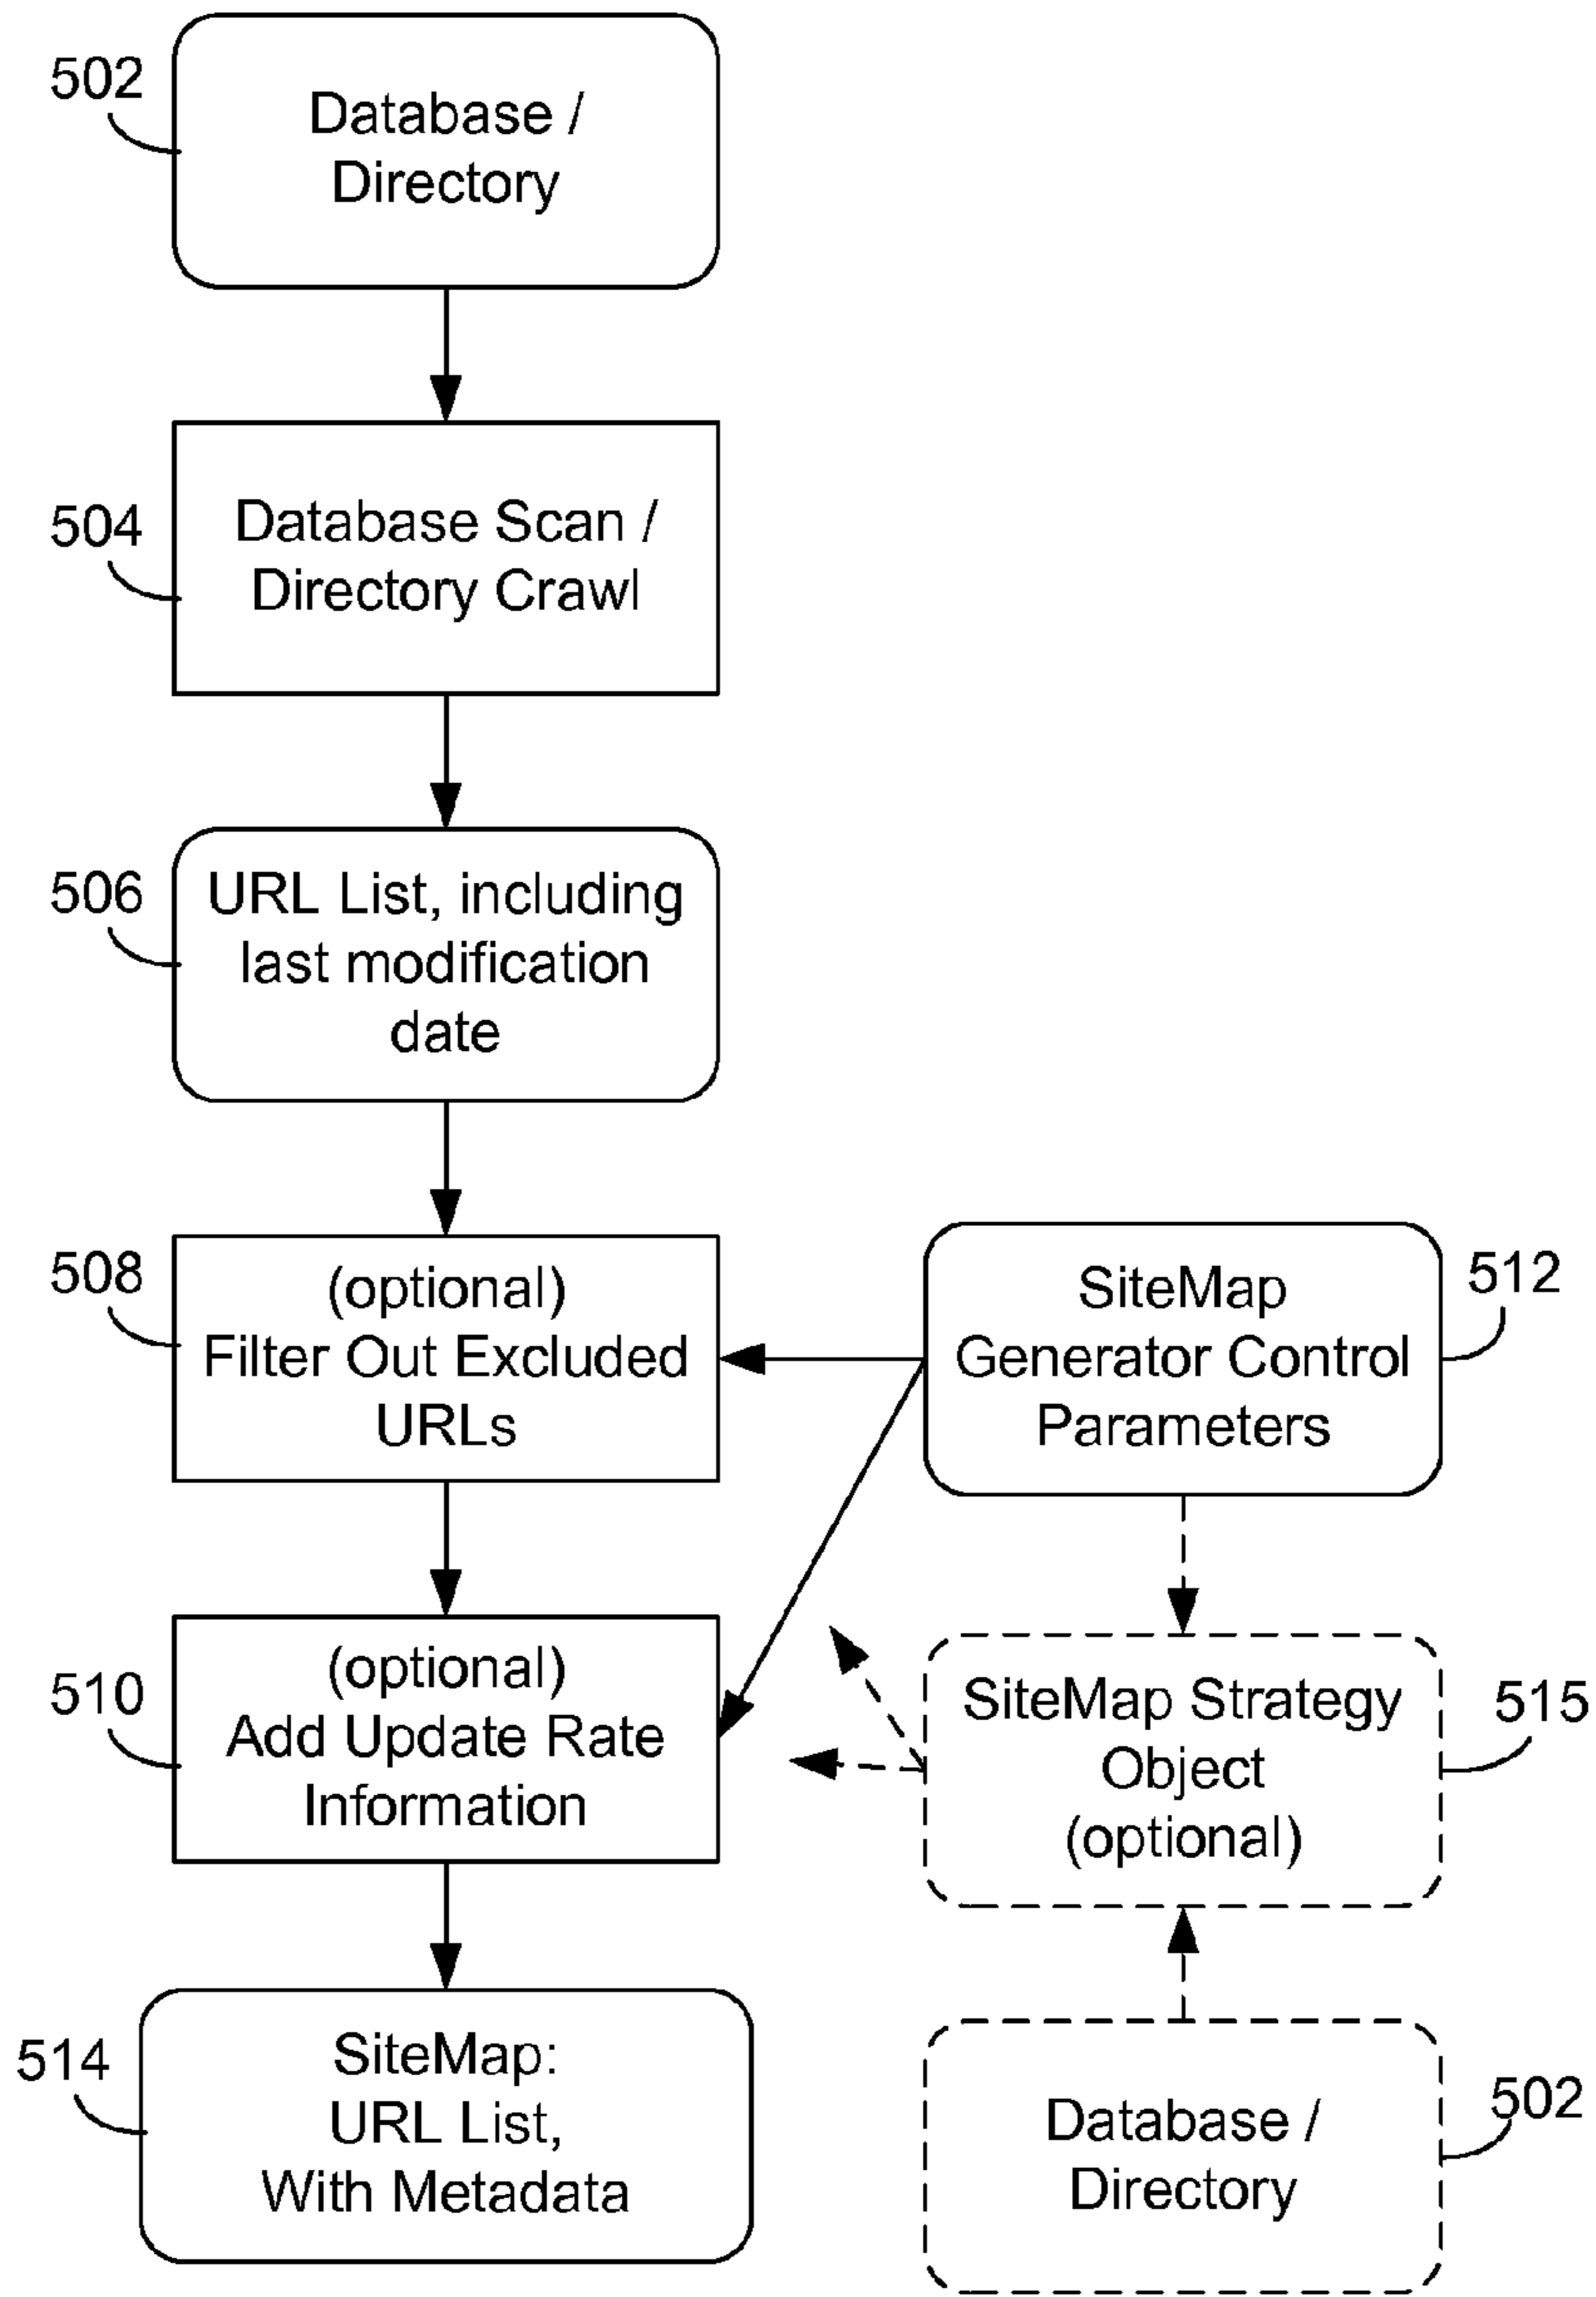 502
Database /
Directory
504
Database Scan /
Directory Crawl
506
URL List, including
last modification
date
508
(optional)
Filter Out Excluded
URLs
SiteMap
Generator Control
Parameters
512
510
(optional)
Add Update Rate
Information
SiteMap Strategy
Object
(optional)
515
514
SiteMap:
URL List,
With Metadata
Database /
Directory
502